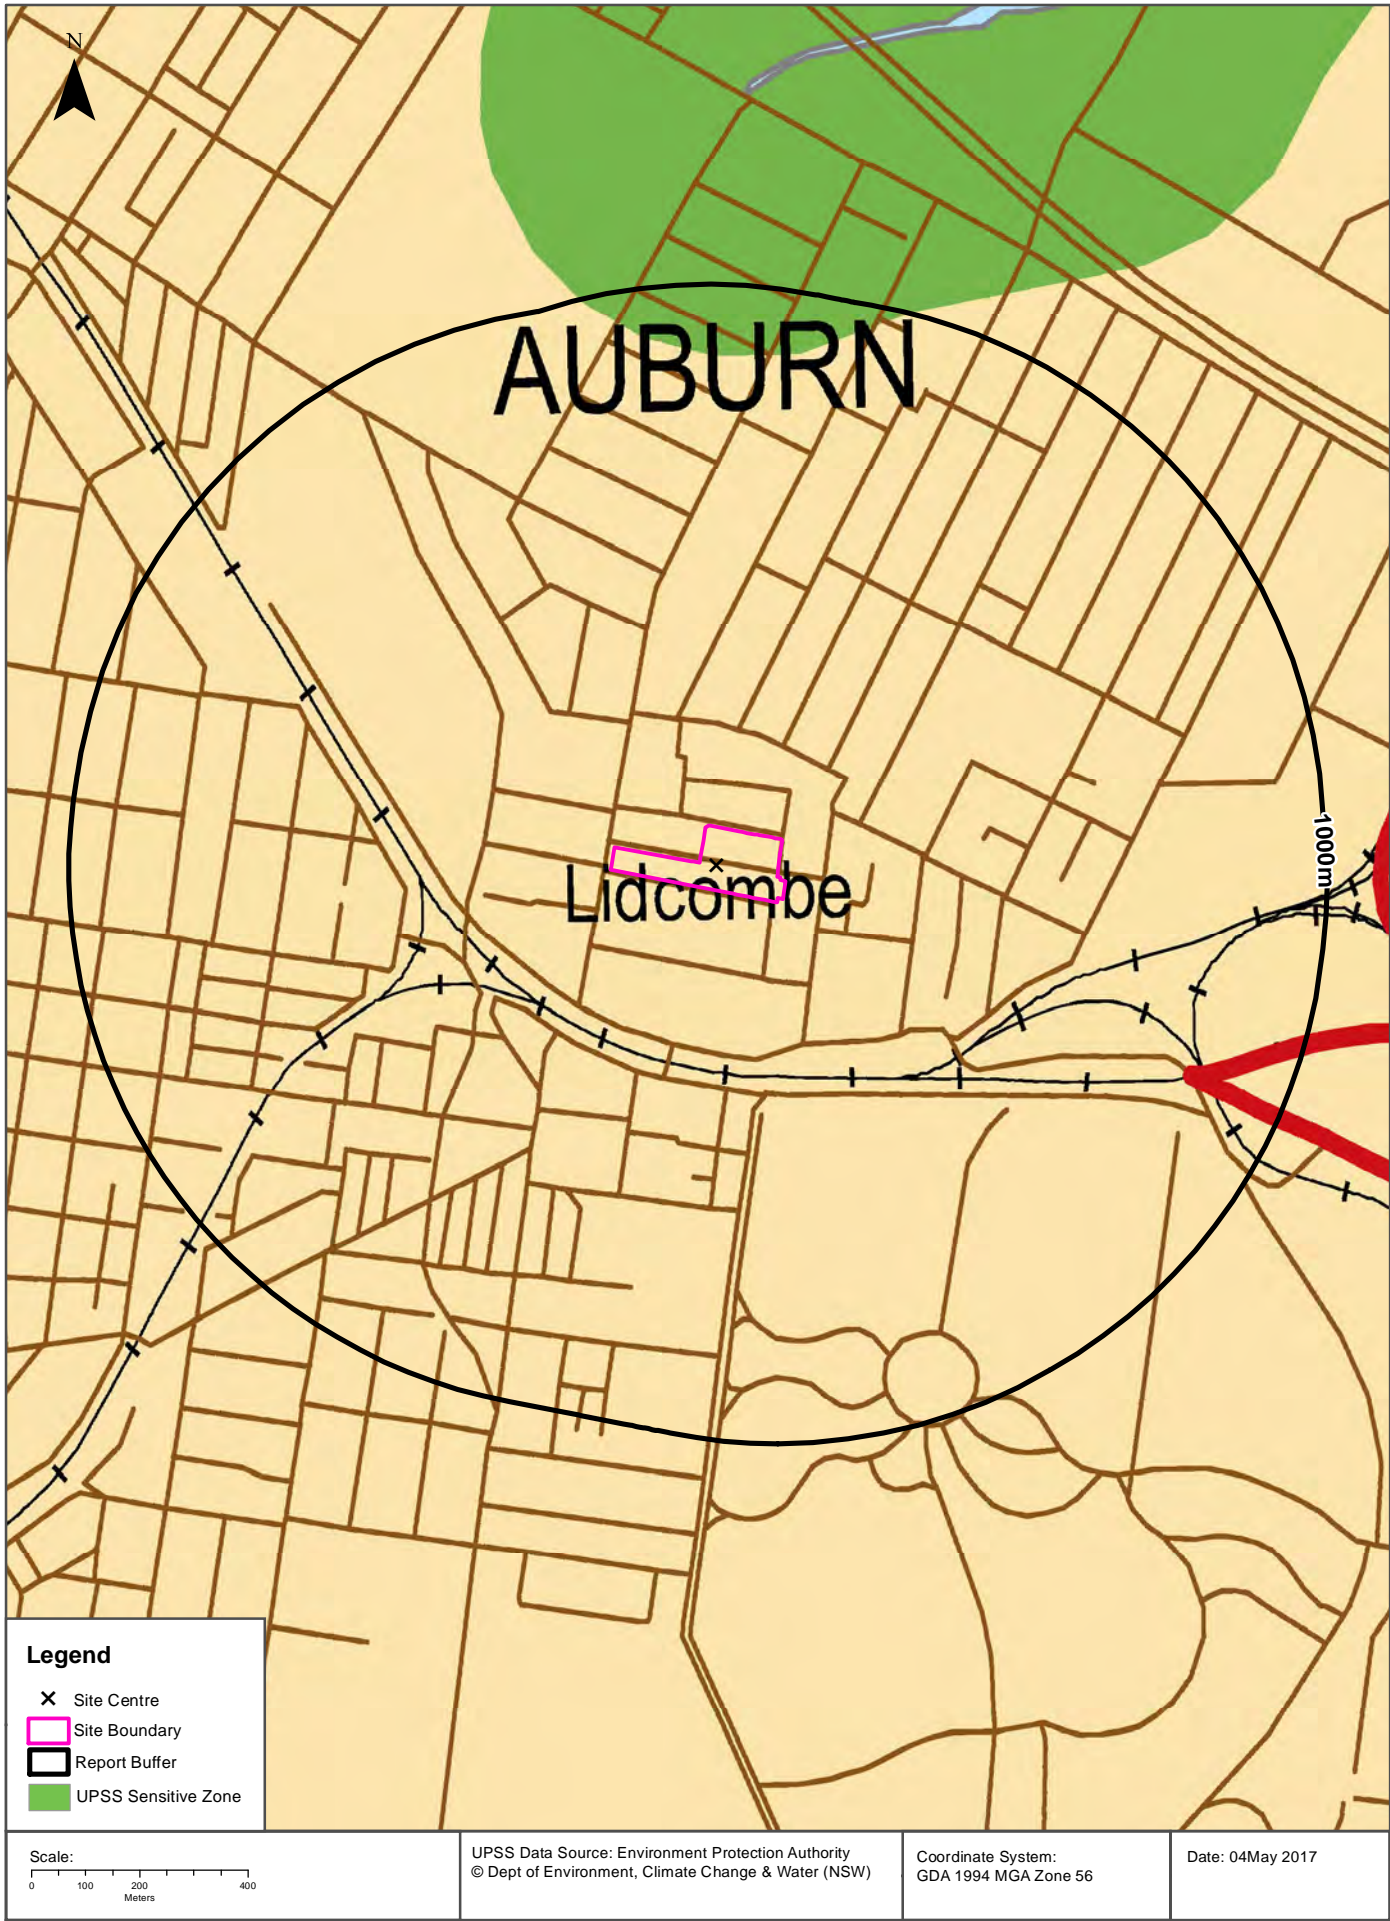 N
AUBURN
1000m
Lidcombe
Legend
Site Centre
Site Boundary
Report Buffer
UPSS Sensitive Zone
Scale:
0 100 200 400
Meters
UPSS Data Source: Environment Protection Authority
© Dept of Environment, Climate Change & Water (NSW)
Coordinate System:
GDA 1994 MGA Zone 56
Date: 04May 2017